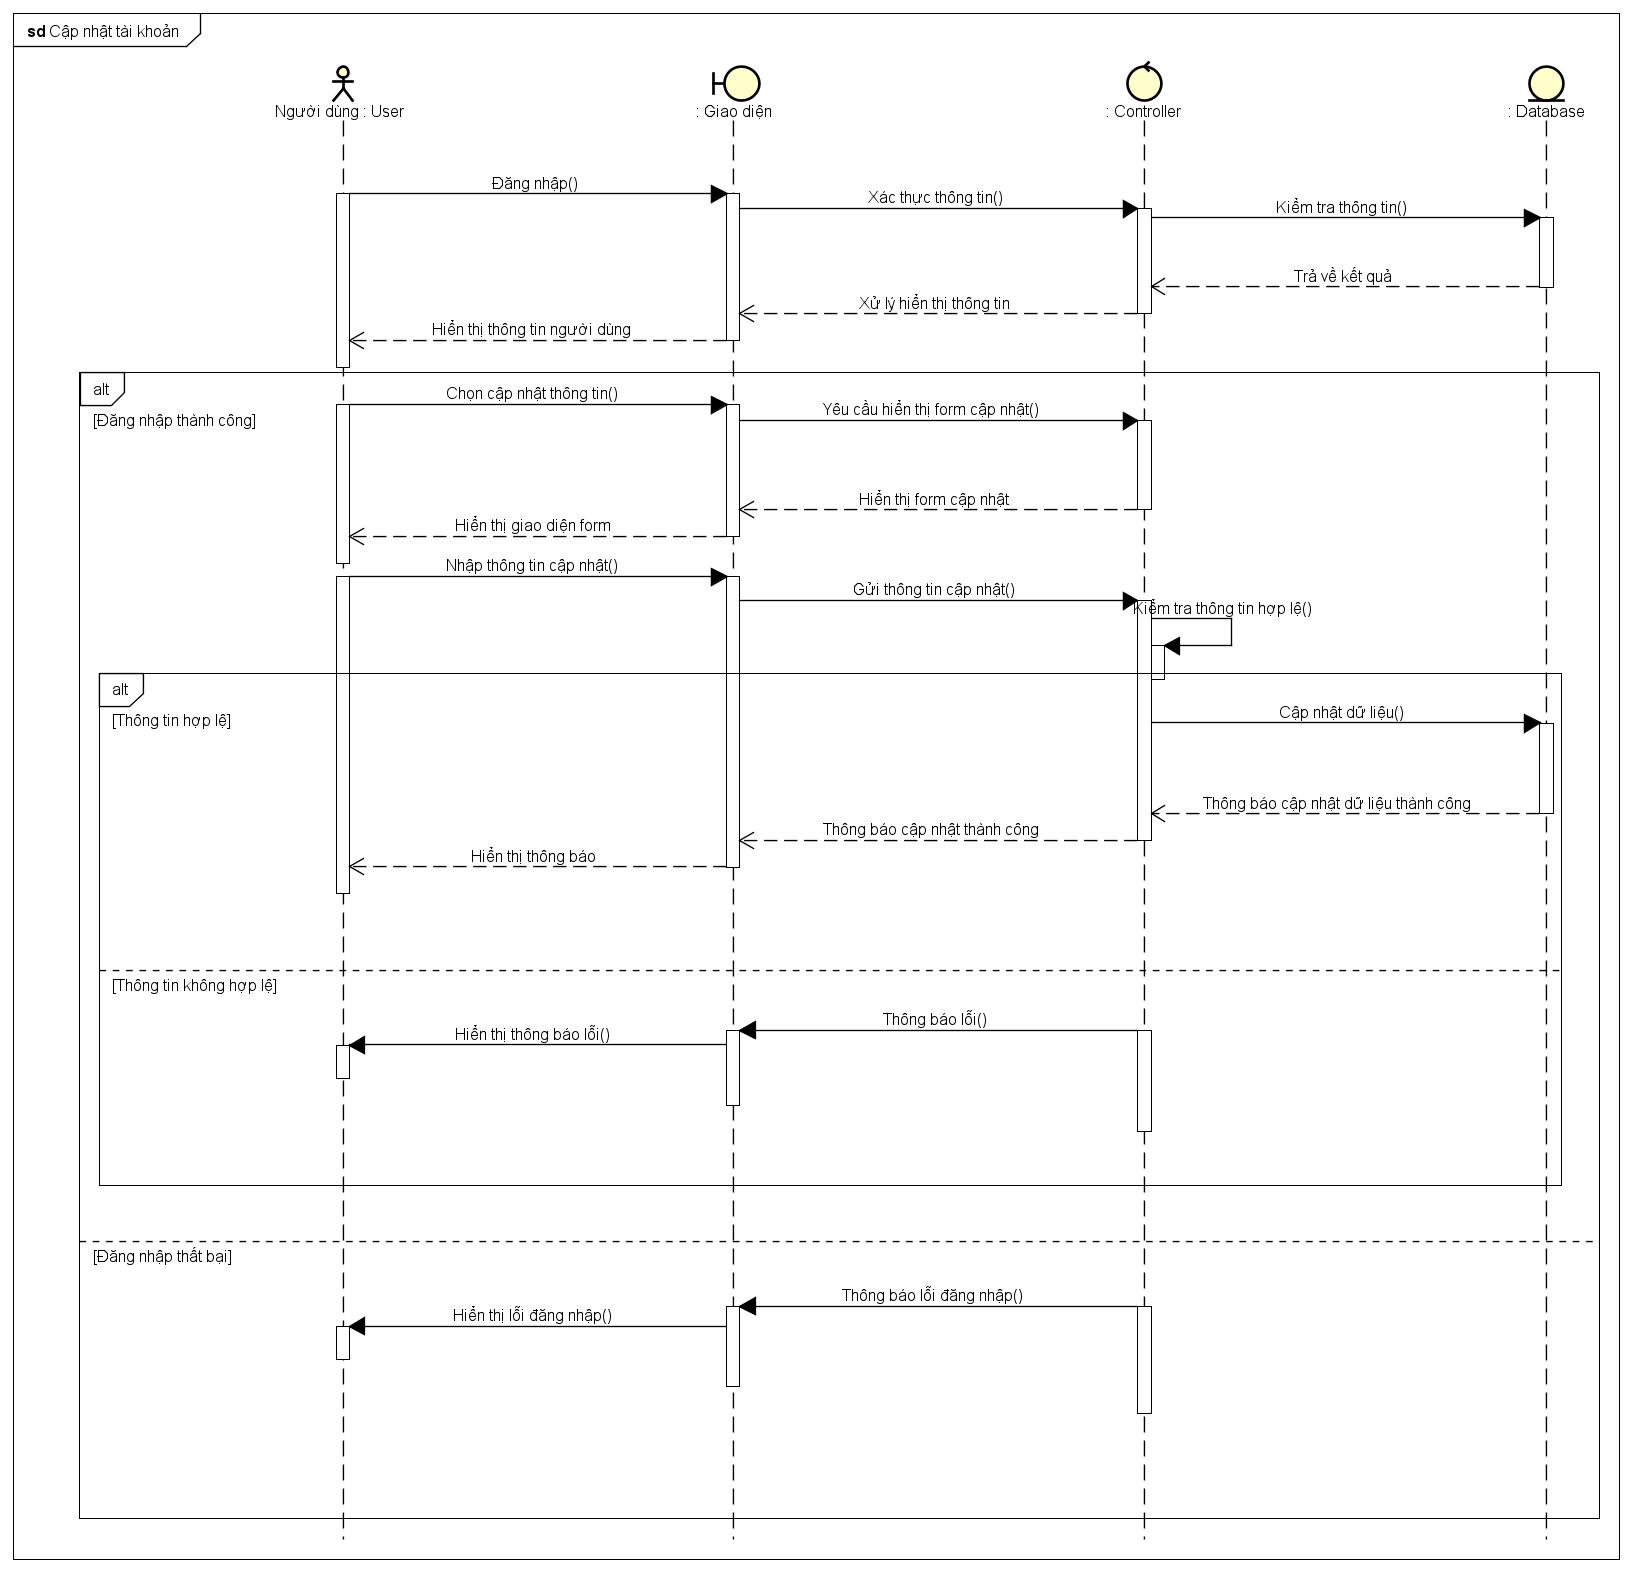 sd Cập nhật tài khoản
Người dùng : User
: Giao diện
: Controller
: Database
Đăng nhập()
Xác thực thông tin()
Kiểm tra thông tin()
Trả về kết quả
Xử lý hiển thị thông tin
Hiển thị thông tin người dùng
alt
[Đăng nhập thành công]
Chọn cập nhật thông tin()
Yêu cầu hiển thị form cập nhật()
Hiển thị form cập nhật
Hiển thị giao diện form
Nhập thông tin cập nhật()
Gửi thông tin cập nhật()
Kiểm tra thông tin hợp lệ()
alt
[Thông tin hợp lệ]
Cập nhật dữ liệu()
Thông báo cập nhật dữ liệu thành công
Thông báo cập nhật thành công
Hiển thị thông báo
[Thông tin không hợp lệ]
Thông báo lỗi()
Hiển thị thông báo lỗi()
[Đăng nhập thất bại]
Thông báo lỗi đăng nhập()
Hiển thị lỗi đăng nhập()